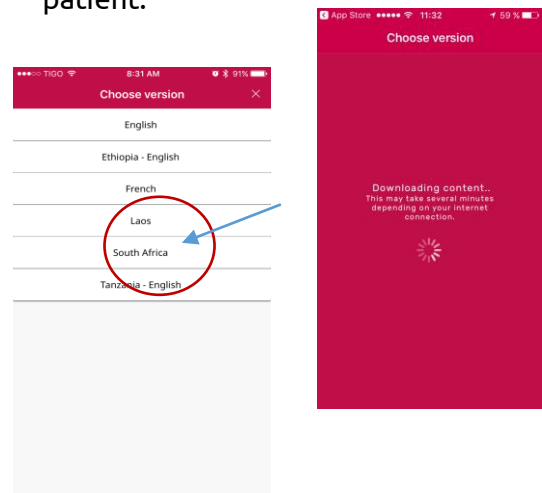 patient.
TIGO 8:31 AM 91%
Choose version ×
English
Ethiopia - English
French
Laos
South Africa
Tanzania - English
App Store 11:32 59 %
Choose version
Downloading content..
This may take several minutes
depending on your internet
connection.